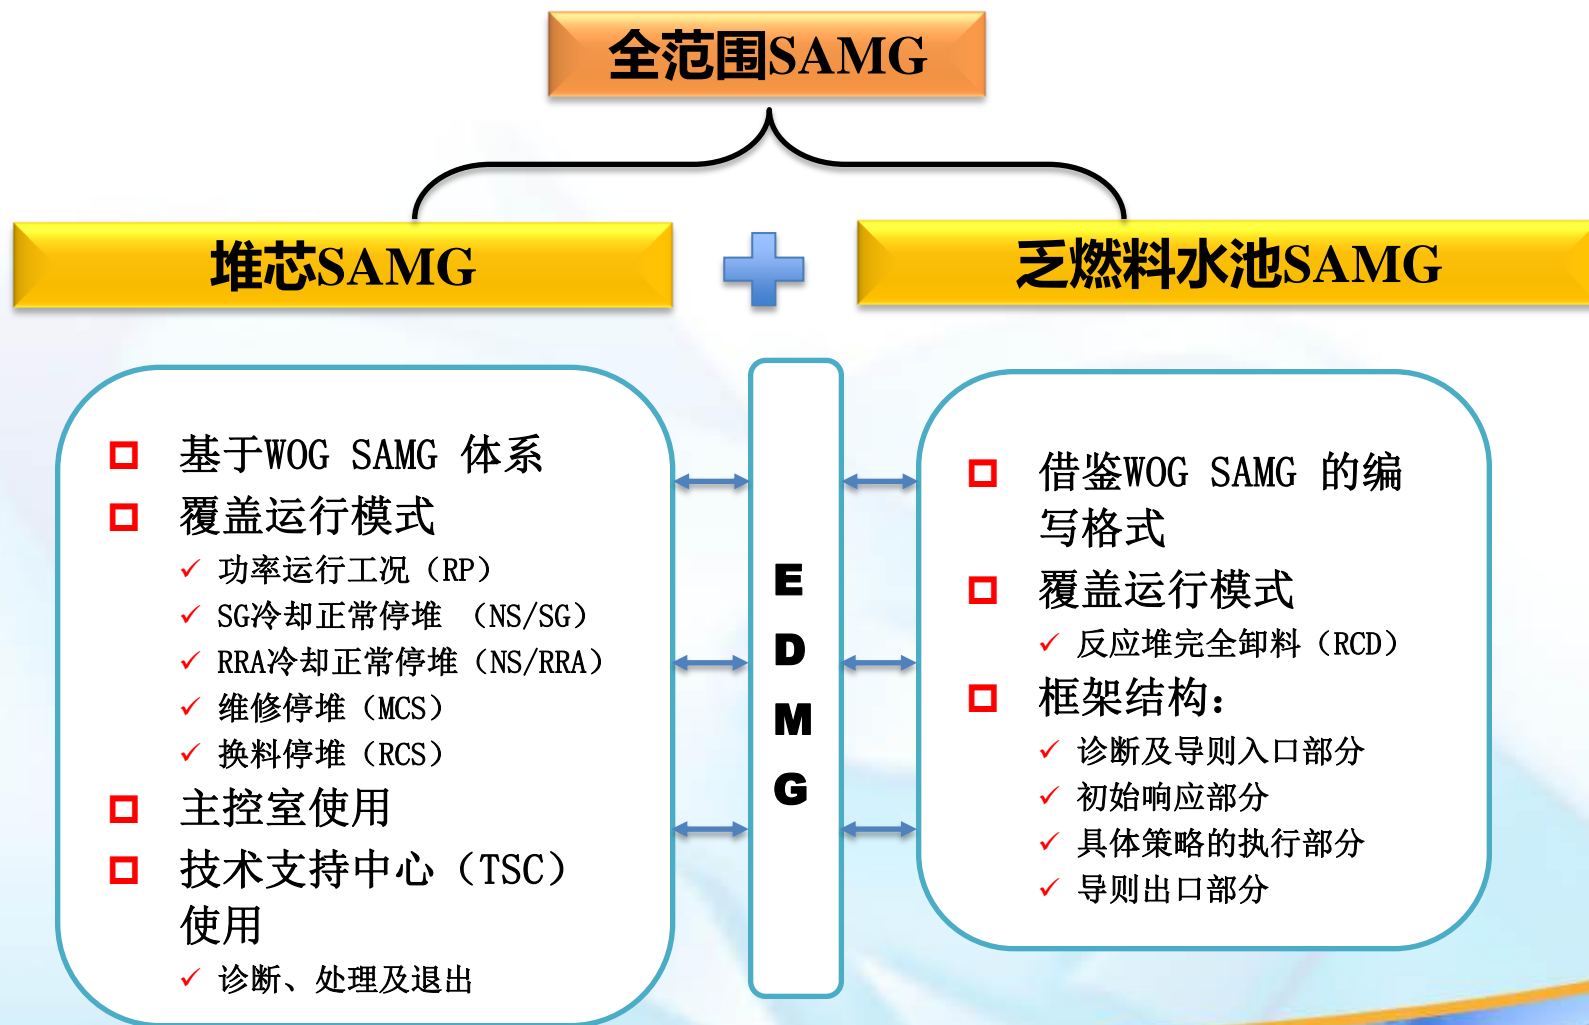 全范围SAMG
堆芯SAMG
乏燃料水池SAMG
基于WOG SAMG 体系
覆盖运行模式
功率运行工况（RP）
SG冷却正常停堆 （NS/SG）
RRA冷却正常停堆（NS/RRA）
维修停堆（MCS）
换料停堆（RCS）
主控室使用
技术支持中心（TSC）
使用
诊断、处理及退出
E
D
M
G
借鉴WOG SAMG 的编
写格式
覆盖运行模式
反应堆完全卸料（RCD）
框架结构：
诊断及导则入口部分
初始响应部分
具体策略的执行部分
导则出口部分